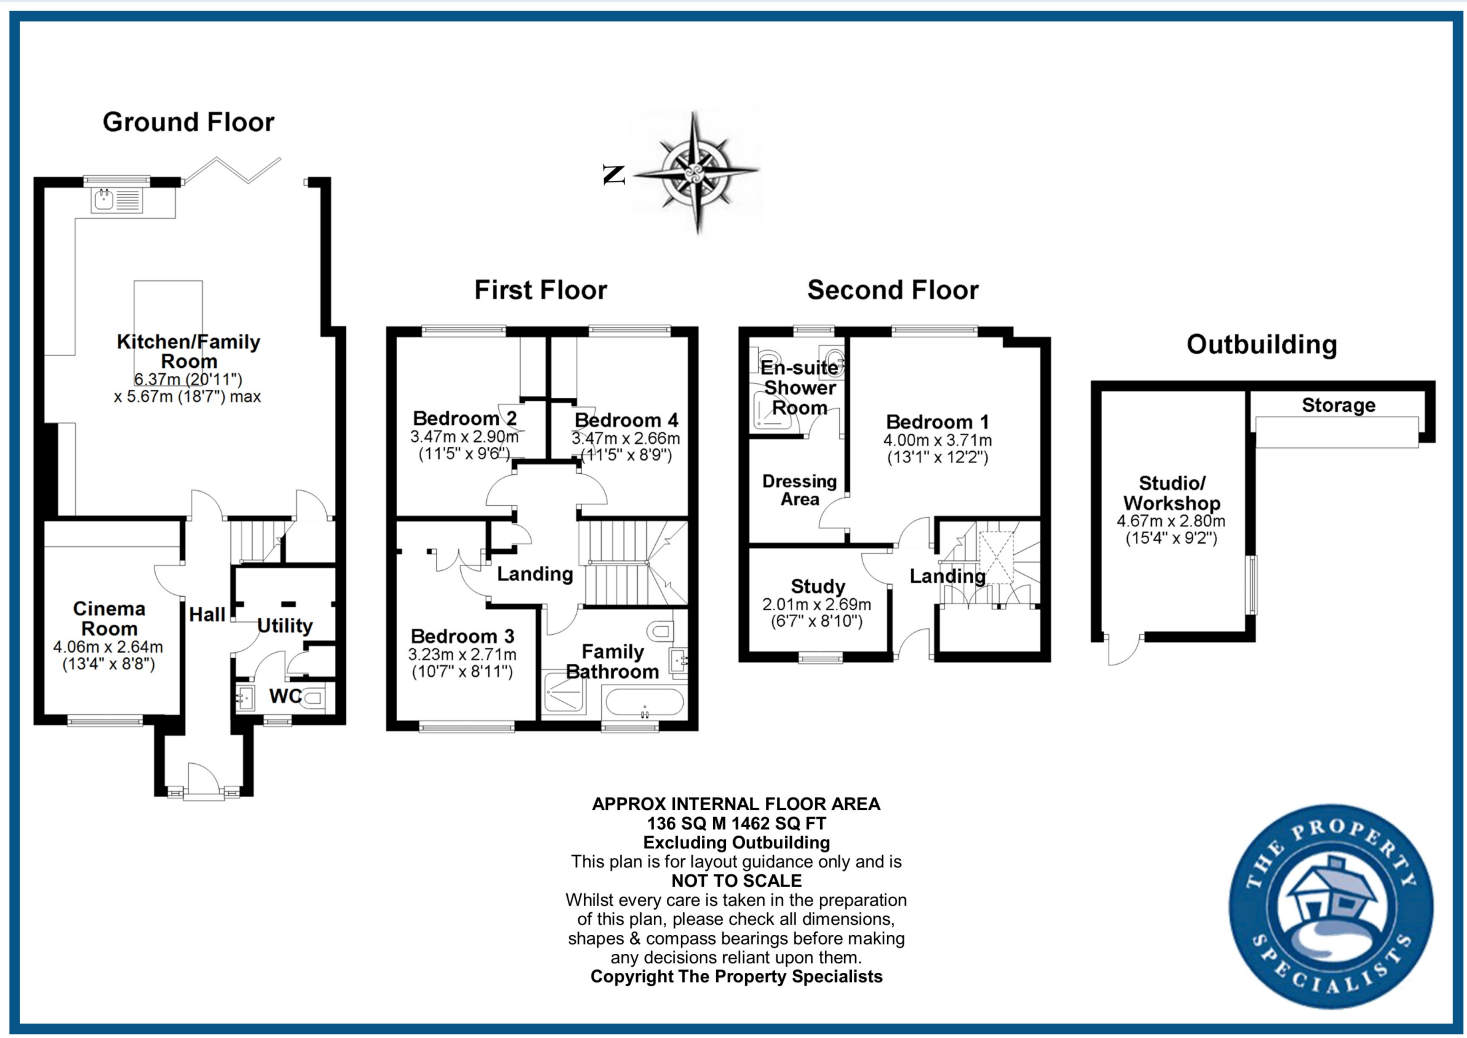 Ground Floor
N
First Floor
Second Floor
Outbuilding
Kitchen/Family
Room
6.37m (20'11")
x 5.67m (18'7") max
Cinema
Room
4.06m x 2.64m
(13'4" x 8'8")
Hall
Utility
WC
Bedroom 2
3.47m x 2.90m
(11'5" x 9'6")
Bedroom 4
3.47m x 2.66m
(11'5" x 8'9")
Landing
Bedroom 3
3.23m x 2.71m
(10'7" x 8'11")
Family
Bathroom
En-suite
Shower
Room
Bedroom 1
4.00m x 3.71m
(13'1" x 12'2")
Dressing
Area
Study
2.01m x 2.69m
(6'7" x 8'10")
Landing
Storage
Studio/
Workshop
4.67m x 2.80m
(15'4" x 9'2")
APPROX INTERNAL FLOOR AREA
136 SQ M 1462 SQ FT
Excluding Outbuilding
This plan is for layout guidance only and is
NOT TO SCALE
Whilst every care is taken in the preparation
of this plan, please check all dimensions,
shapes & compass bearings before making
any decisions reliant upon them.
Copyright The Property Specialists
THE PROPERTY
SPECIALISTS